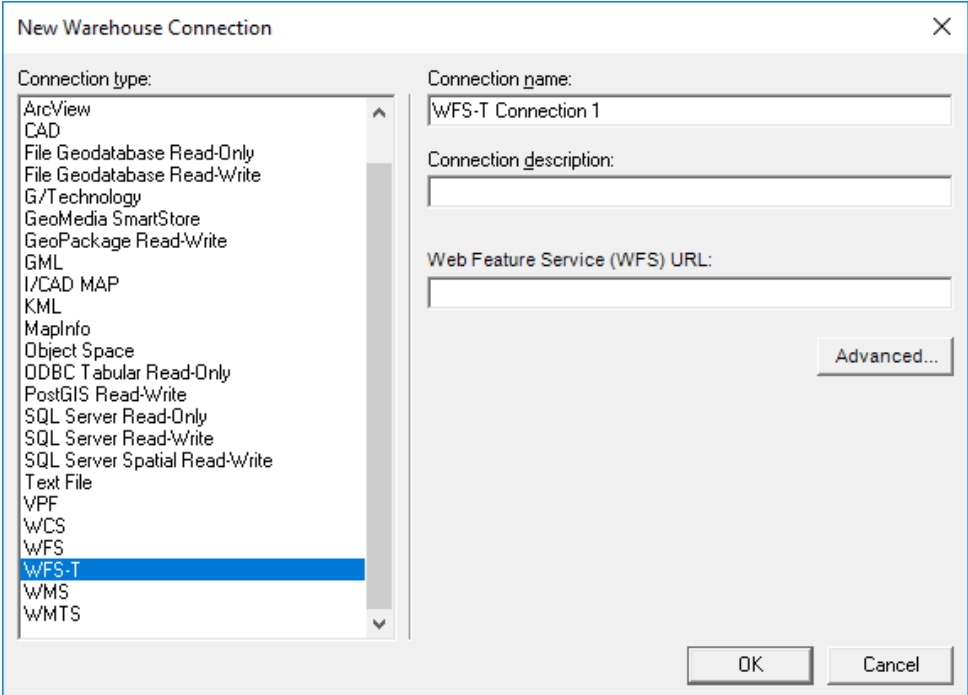 New Warehouse Connection
Connection type:
ArcView
CAD
File Geodatabase Read-Only
File Geodatabase Read-Write
G/Technology
GeoMedia SmartStore
GeoPackage Read-Write
GML
I/CAD MAP
KML
MapInfo
Object Space
ODBC Tabular Read-Only
PostGIS Read-Write
SQL Server Read-Only
SQL Server Read-Write
SQL Server Spatial Read-Write
Text File
VPF
WCS
WFS
WFS-T
WMS
WMTS
Connection name:
WFS-T Connection 1
Connection description:
Web Feature Service (WFS) URL:
Advanced...
OK
Cancel